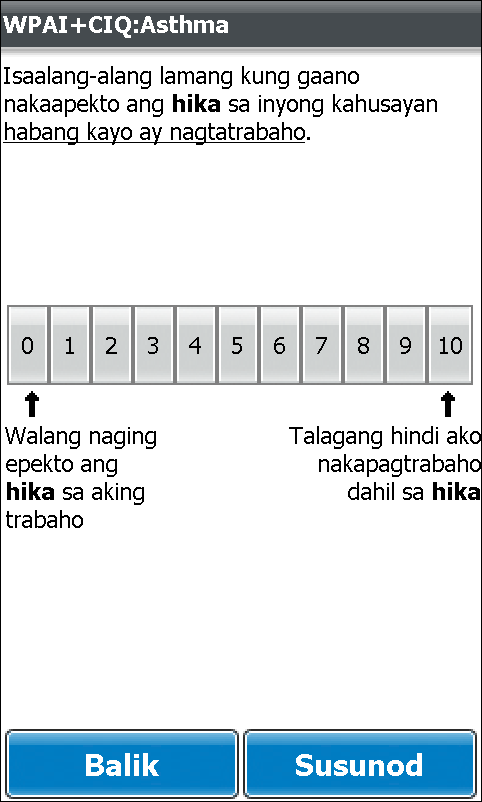 WPAI+CIQ:Asthma
Isaalang-alang lamang kung gaano
nakaapekto ang hika sa inyong kahusayan
habang kayo ay nagtatrabaho.
0 1 2 3 4 5 6 7 8 9 10
Walang naging
epekto ang
hika sa aking
trabaho
Talagang hindi ako
nakapagtrabaho
dahil sa hika
Balik
Susunod